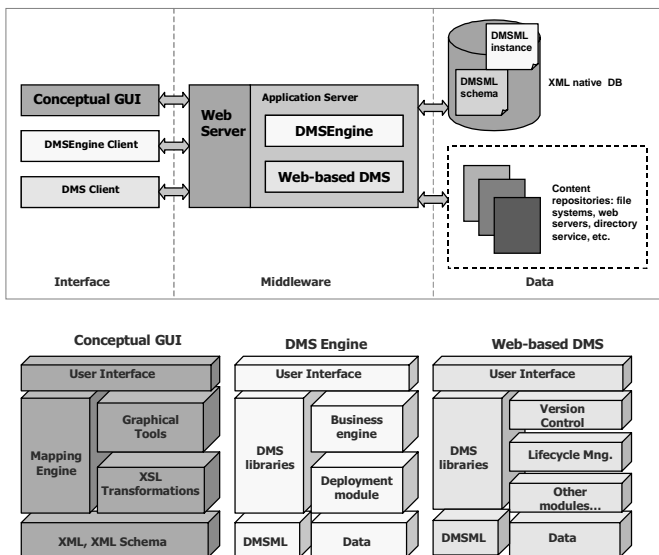 DMSML
instance
DMSML
schema
XML native DB
Conceptual GUI
DMSEngine Client
DMS Client
Web
Server
Application Server
DMSEngine
Web-based DMS
Content
repositories: file
systems, web
servers, directory
service, etc.
Interface
Middleware
Data
Conceptual GUI
User Interface
Mapping
Engine
Graphical
Tools
XSL
Transformations
XML, XML Schema
DMS Engine
User Interface
DMS
libraries
Business
engine
Deployment
module
DMSML
Data
Web-based DMS
User Interface
DMS
libraries
Version
Control
Lifecycle Mng.
Other
modules...
DMSML
Data